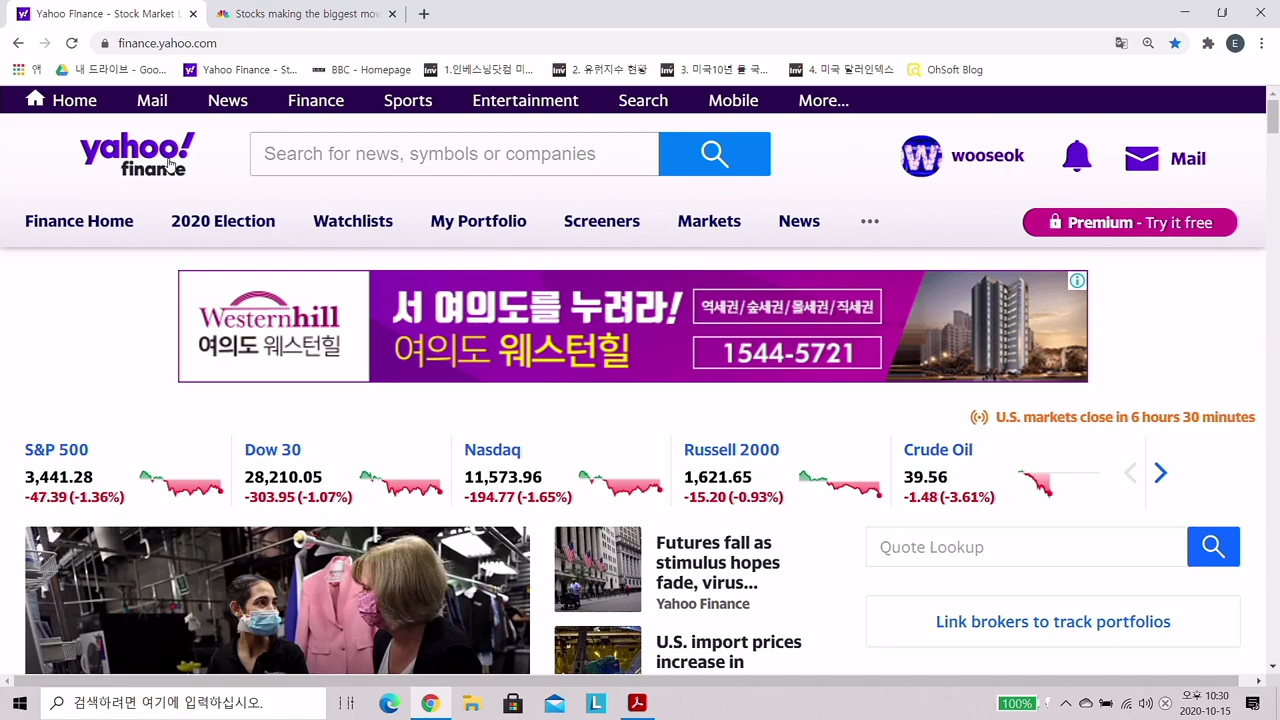 Yahoo Finance - Stock Market L
Stocks making the biggest mov
finance.yahoo.com
E
앱
내 드라이브 - Goo...
Yahoo Finance - St...
BBC - Homepage
1.인베스팅닷컴 미...
2. 유럽지수 현황
3. 미국10년 물 국...
4. 미국 달러인덱스
OhSoft Blog
Home
Mail
News
Finance
Sports
Entertainment
Search
Mobile
More...
yahoo!
finance
Search for news, symbols or companies
W
wooseok
Mail
Finance Home
2020 Election
Watchlists
My Portfolio
Screeners
Markets
News
Premium - Try it free
Westernhill
여의도 웨스턴힐
서 여의도를 누려라!
여의도 웨스턴힐
역세권/숲세권/몰세권/직세권
1544-5721
U.S. markets close in 6 hours 30 minutes
S&P 500
3,441.28
-47.39 (-1.36%)
Dow 30
28,210.05
-303.95 (-1.07%)
Nasdaq
11,573.96
-194.77 (-1.65%)
Russell 2000
1,621.65
-15.20 (-0.93%)
Crude Oil
39.56
-1.48 (-3.61%)
Futures fall as
stimulus hopes
fade, virus...
Yahoo Finance
U.S. import prices
increase in
Quote Lookup
Link brokers to track portfolios
검색하려면 여기에 입력하십시오.
L
100%
오후 10:30
2020-10-15